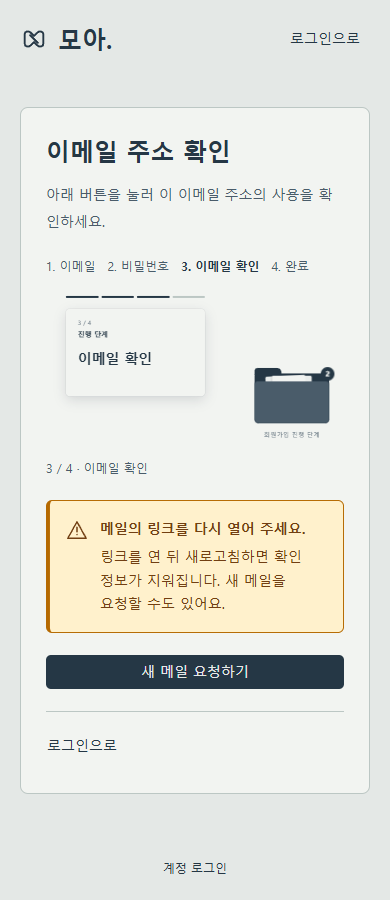 모아.
로그인으로
이메일 주소 확인
아래 버튼을 눌러 이 이메일 주소의 사용을 확
인하세요.
1. 이메일 2. 비밀번호 3. 이메일 확인 4. 완료
3 / 4
진행 단계
이메일 확인
2
회원가입 진행 단계
3 / 4 · 이메일 확인
메일의 링크를 다시 열어 주세요.
링크를 연 뒤 새로고침하면 확인
정보가 지워집니다. 새 메일을
요청할 수도 있어요.
새 메일 요청하기
로그인으로
계정 로그인